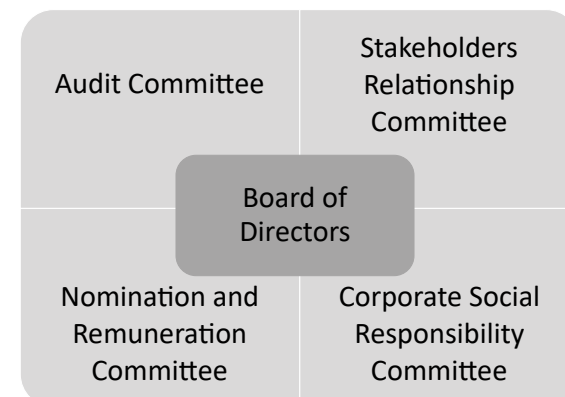 Audit Committee
Stakeholders
Relationship
Committee
Board of
Directors
Nomination and
Remuneration
Committee
Corporate Social
Responsibility
Committee